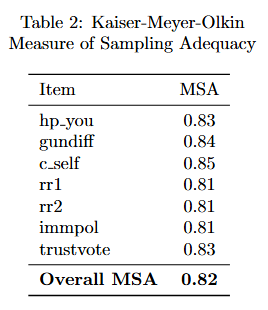 Table 2: Kaiser-Meyer-Olkin
Measure of Sampling Adequacy
Item MSA
hp_you 0.83
gundiff 0.84
c_self 0.85
rr1 0.81
rr2 0.81
immpol 0.81
trustvote 0.83
Overall MSA 0.82